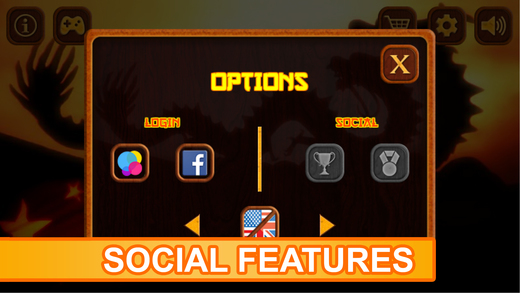 OPTIONS
X
LOGIN
SOCIAL
f
SOCIAL FEATURES